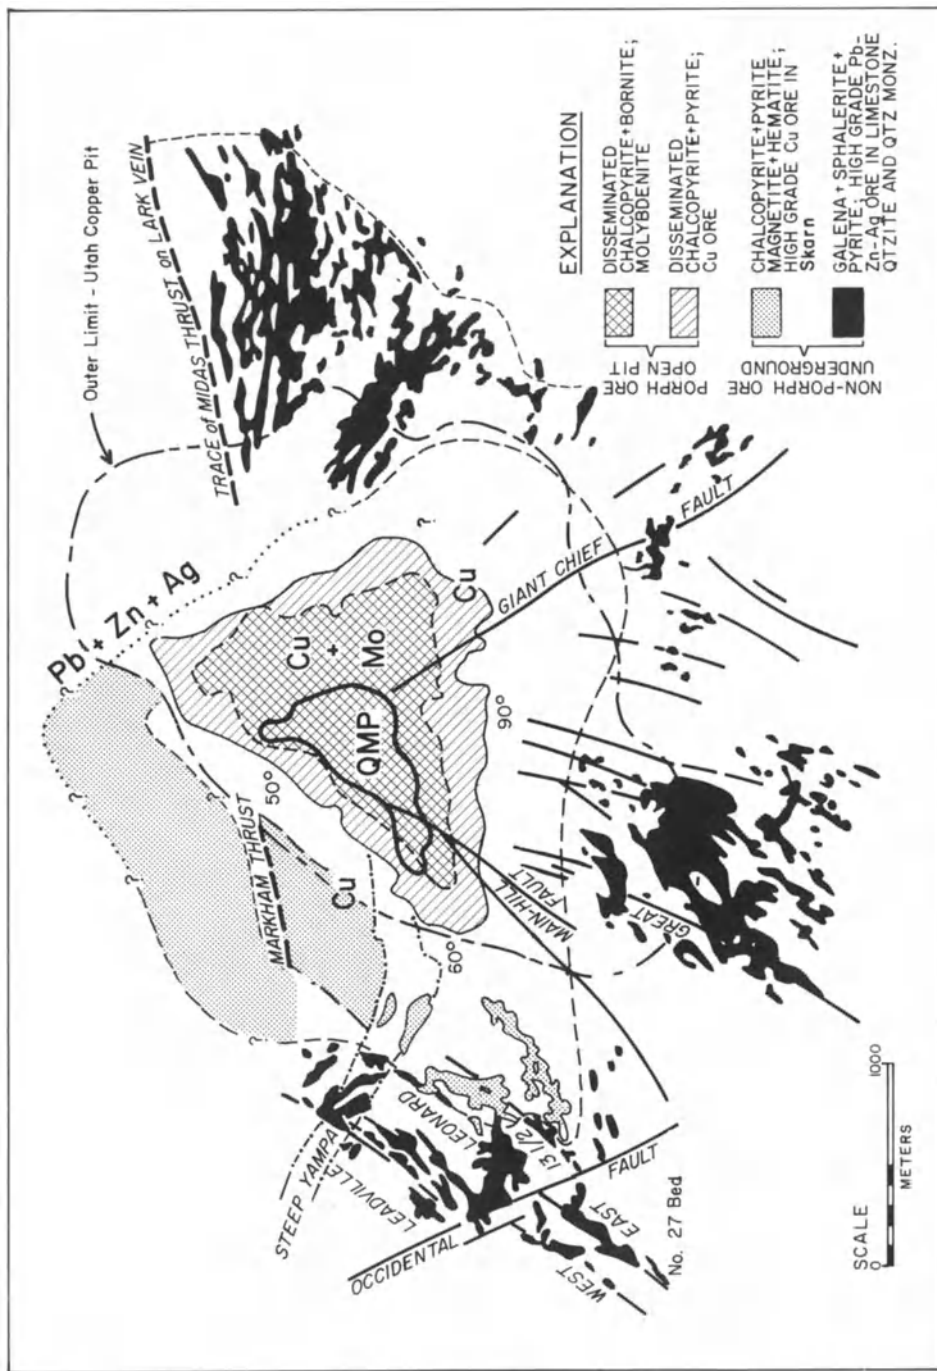 Outer Limit - Utah Copper Pit
TRACE of MIDAS THRUST on LARK VEIN
Pb + Zn + Ag
?
?
?
?
?
?
?
MARKHAM THRUST
50°
Cu
+
Mo
QMP
Cu
Cu
90°
60°
GIANT CHIEF FAULT
MAIN-HILL
FAULT
GREAT
STEEP YAMPA
LEADVILLE
LEONARD
13 1/2
OCCIDENTAL FAULT
WEST
EAST
No. 27 Bed
SCALE
0 1000
METERS
EXPLANATION
PORPH ORE
OPEN PIT
DISSEMINATED
CHALCOPYRITE+BORNITE;
MOLYBDENITE
DISSEMINATED
CHALCOPYRITE+PYRITE;
Cu ORE
NON-PORPH ORE
UNDERGROUND
CHALCOPYRITE+PYRITE
MAGNETITE+HEMATITE;
HIGH GRADE Cu ORE IN
Skarn
GALENA+SPHALERITE+
PYRITE; HIGH GRADE Pb-
Zn-Ag ORE IN LIMESTONE
QTZITE AND QTZ MONZ.